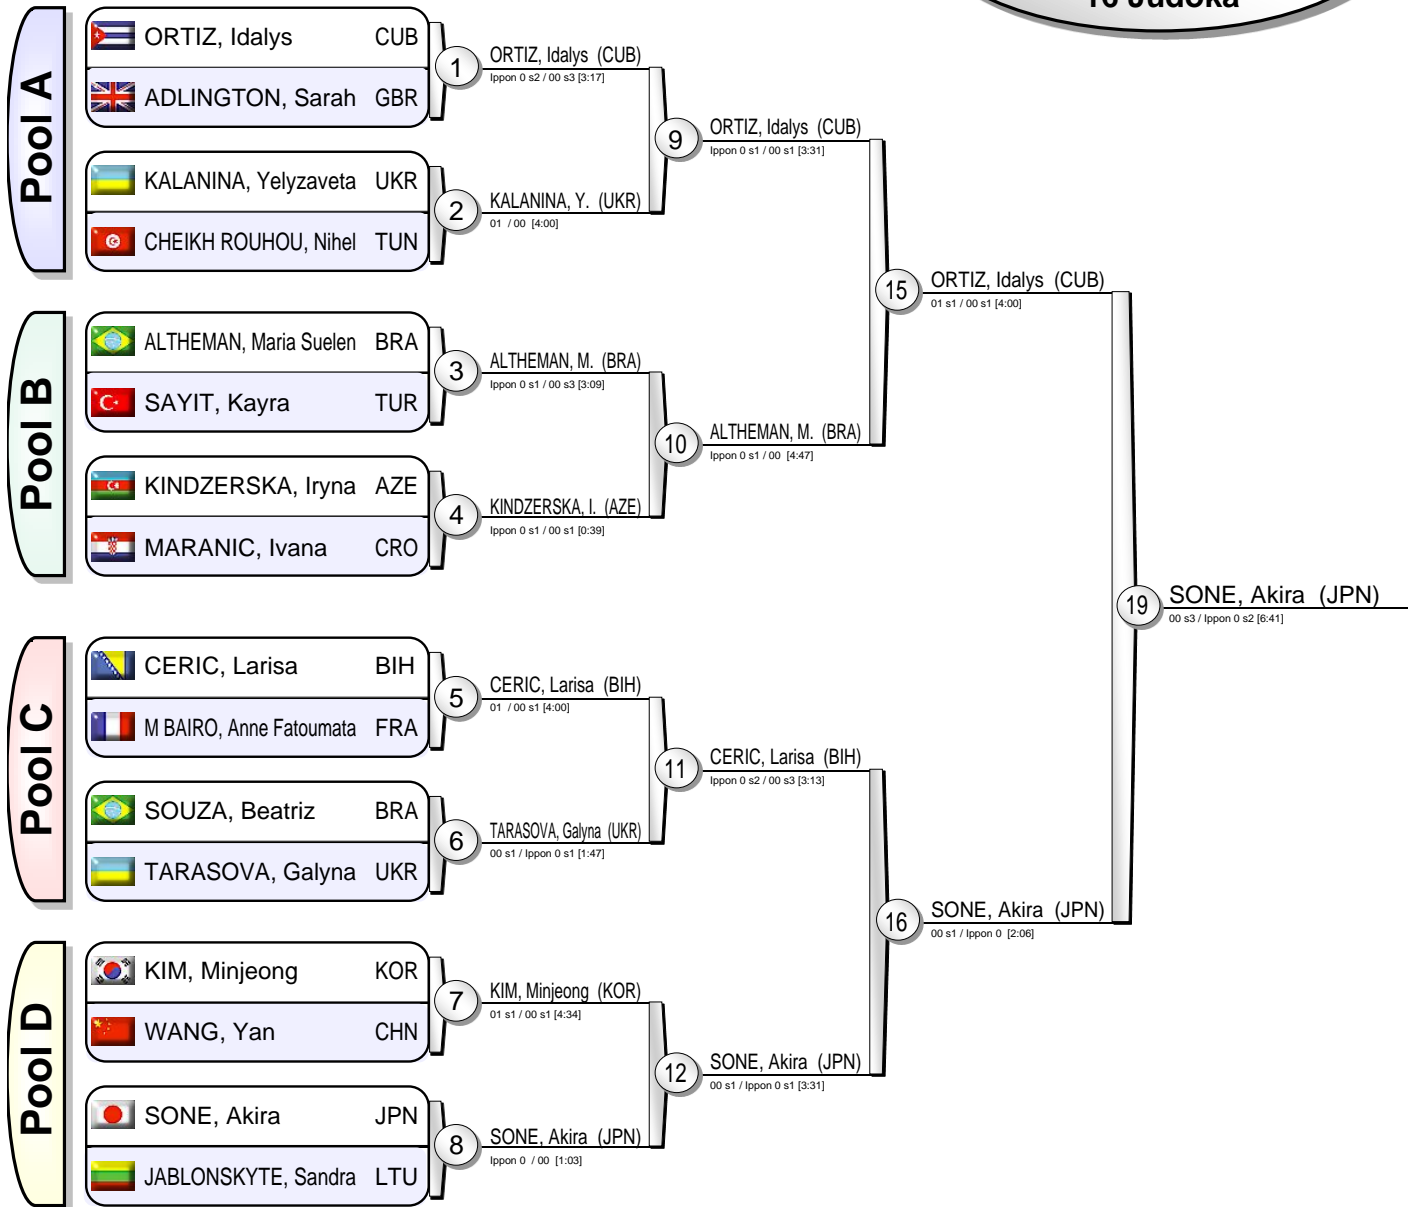 16 Judoka
Pool A
ORTIZ, Idalys CUB
ADLINGTON, Sarah GBR
KALANINA, Yelyzaveta UKR
CHEIKH ROUHOU, Nihel TUN
Pool B
ALTHEMAN, Maria Suelen BRA
SAYIT, Kayra TUR
KINDZERSKA, Iryna AZE
MARANIC, Ivana CRO
Pool C
CERIC, Larisa BIH
M BAIRO, Anne Fatoumata FRA
SOUZA, Beatriz BRA
TARASOVA, Galyna UKR
Pool D
KIM, Minjeong KOR
WANG, Yan CHN
SONE, Akira JPN
JABLONSKYTE, Sandra LTU
1
ORTIZ, Idalys (CUB)
Ippon 0 s2 / 00 s3 [3:17]
2
KALANINA, Y. (UKR)
01 / 00 [4:00]
3
ALTHEMAN, M. (BRA)
Ippon 0 s1 / 00 s3 [3:09]
4
KINDZERSKA, I. (AZE)
Ippon 0 s1 / 00 s1 [0:39]
5
CERIC, Larisa (BIH)
01 / 00 s1 [4:00]
6
TARASOVA, Galyna (UKR)
00 s1 / Ippon 0 s1 [1:47]
7
KIM, Minjeong (KOR)
01 s1 / 00 s1 [4:34]
8
SONE, Akira (JPN)
Ippon 0 / 00 [1:03]
9
ORTIZ, Idalys (CUB)
Ippon 0 s1 / 00 s1 [3:31]
10
ALTHEMAN, M. (BRA)
Ippon 0 s1 / 00 [4:47]
11
CERIC, Larisa (BIH)
Ippon 0 s2 / 00 s3 [3:13]
12
SONE, Akira (JPN)
00 s1 / Ippon 0 s1 [3:31]
15
ORTIZ, Idalys (CUB)
01 s1 / 00 s1 [4:00]
16
SONE, Akira (JPN)
00 s1 / Ippon 0 [2:06]
19
SONE, Akira (JPN)
00 s3 / Ippon 0 s2 [6:41]